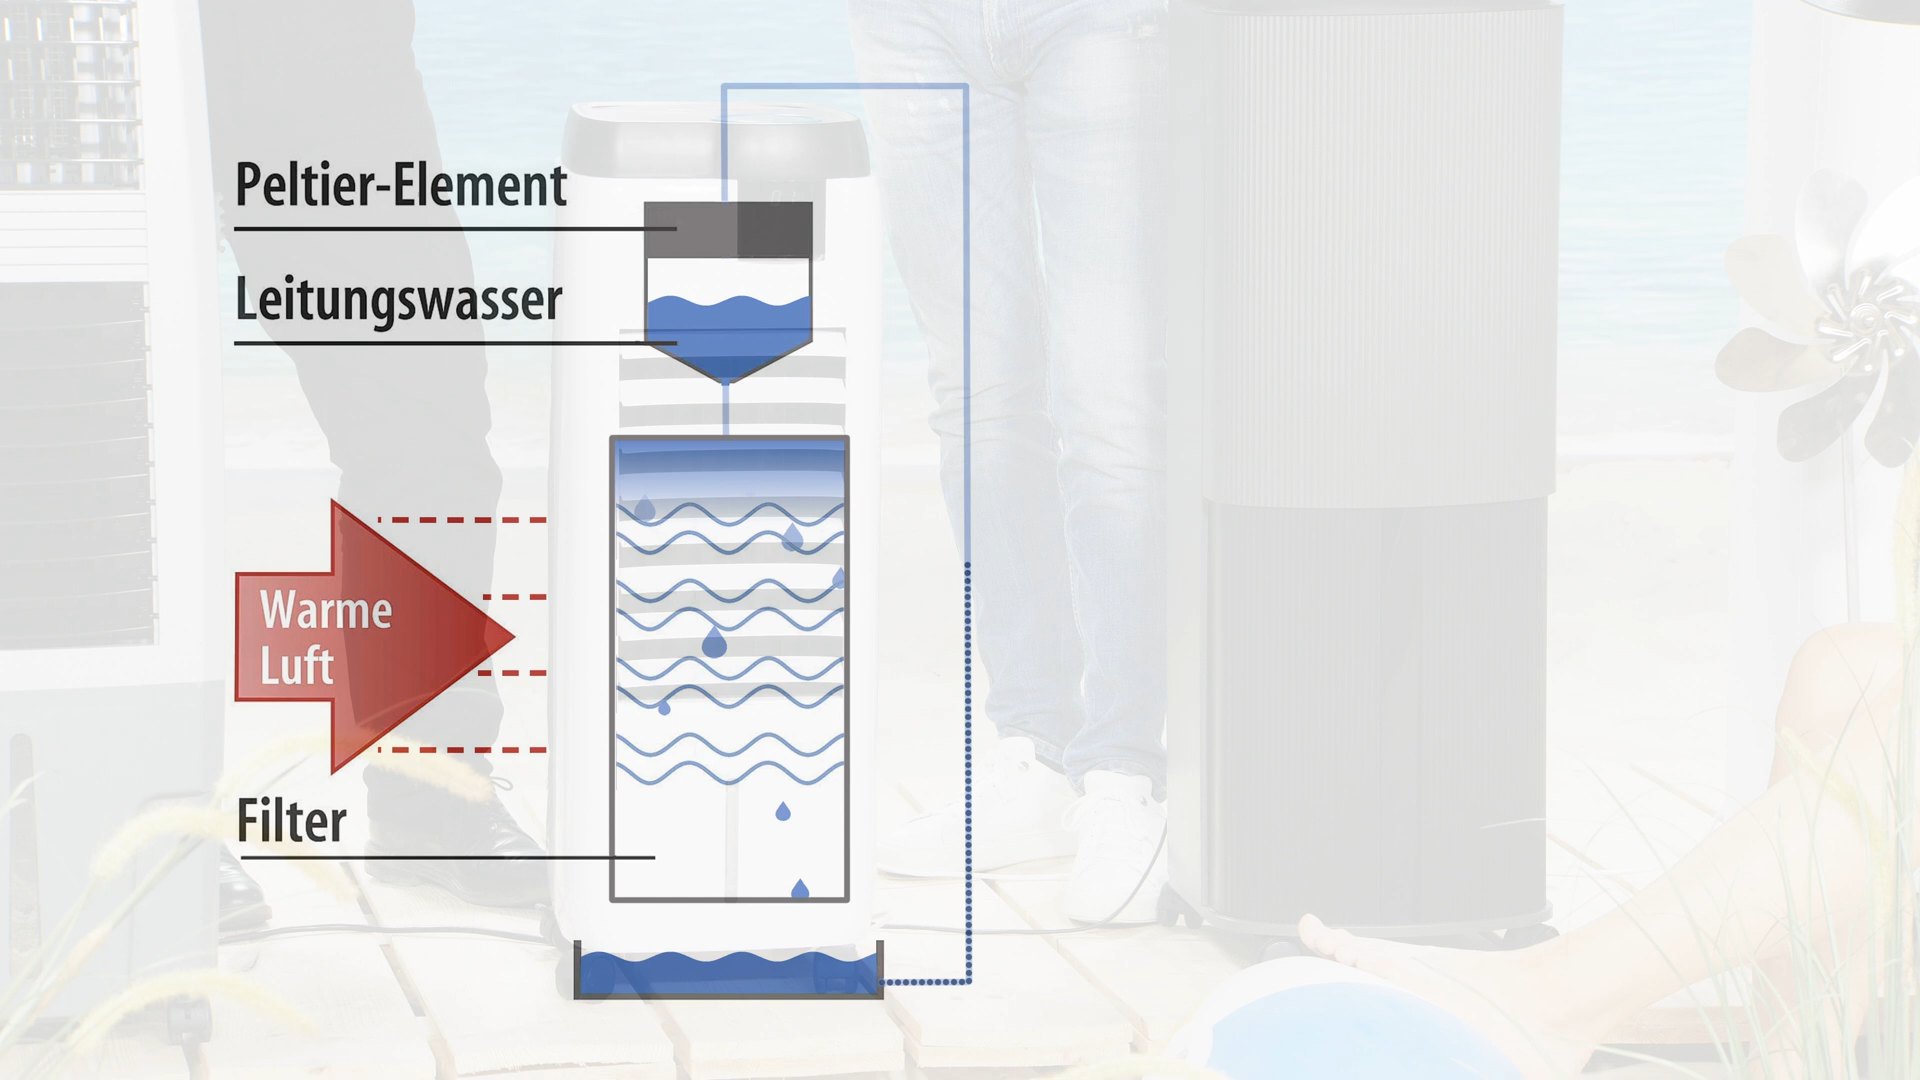 Peltier-Element
Leitungswasser
Warme
Luft
Filter